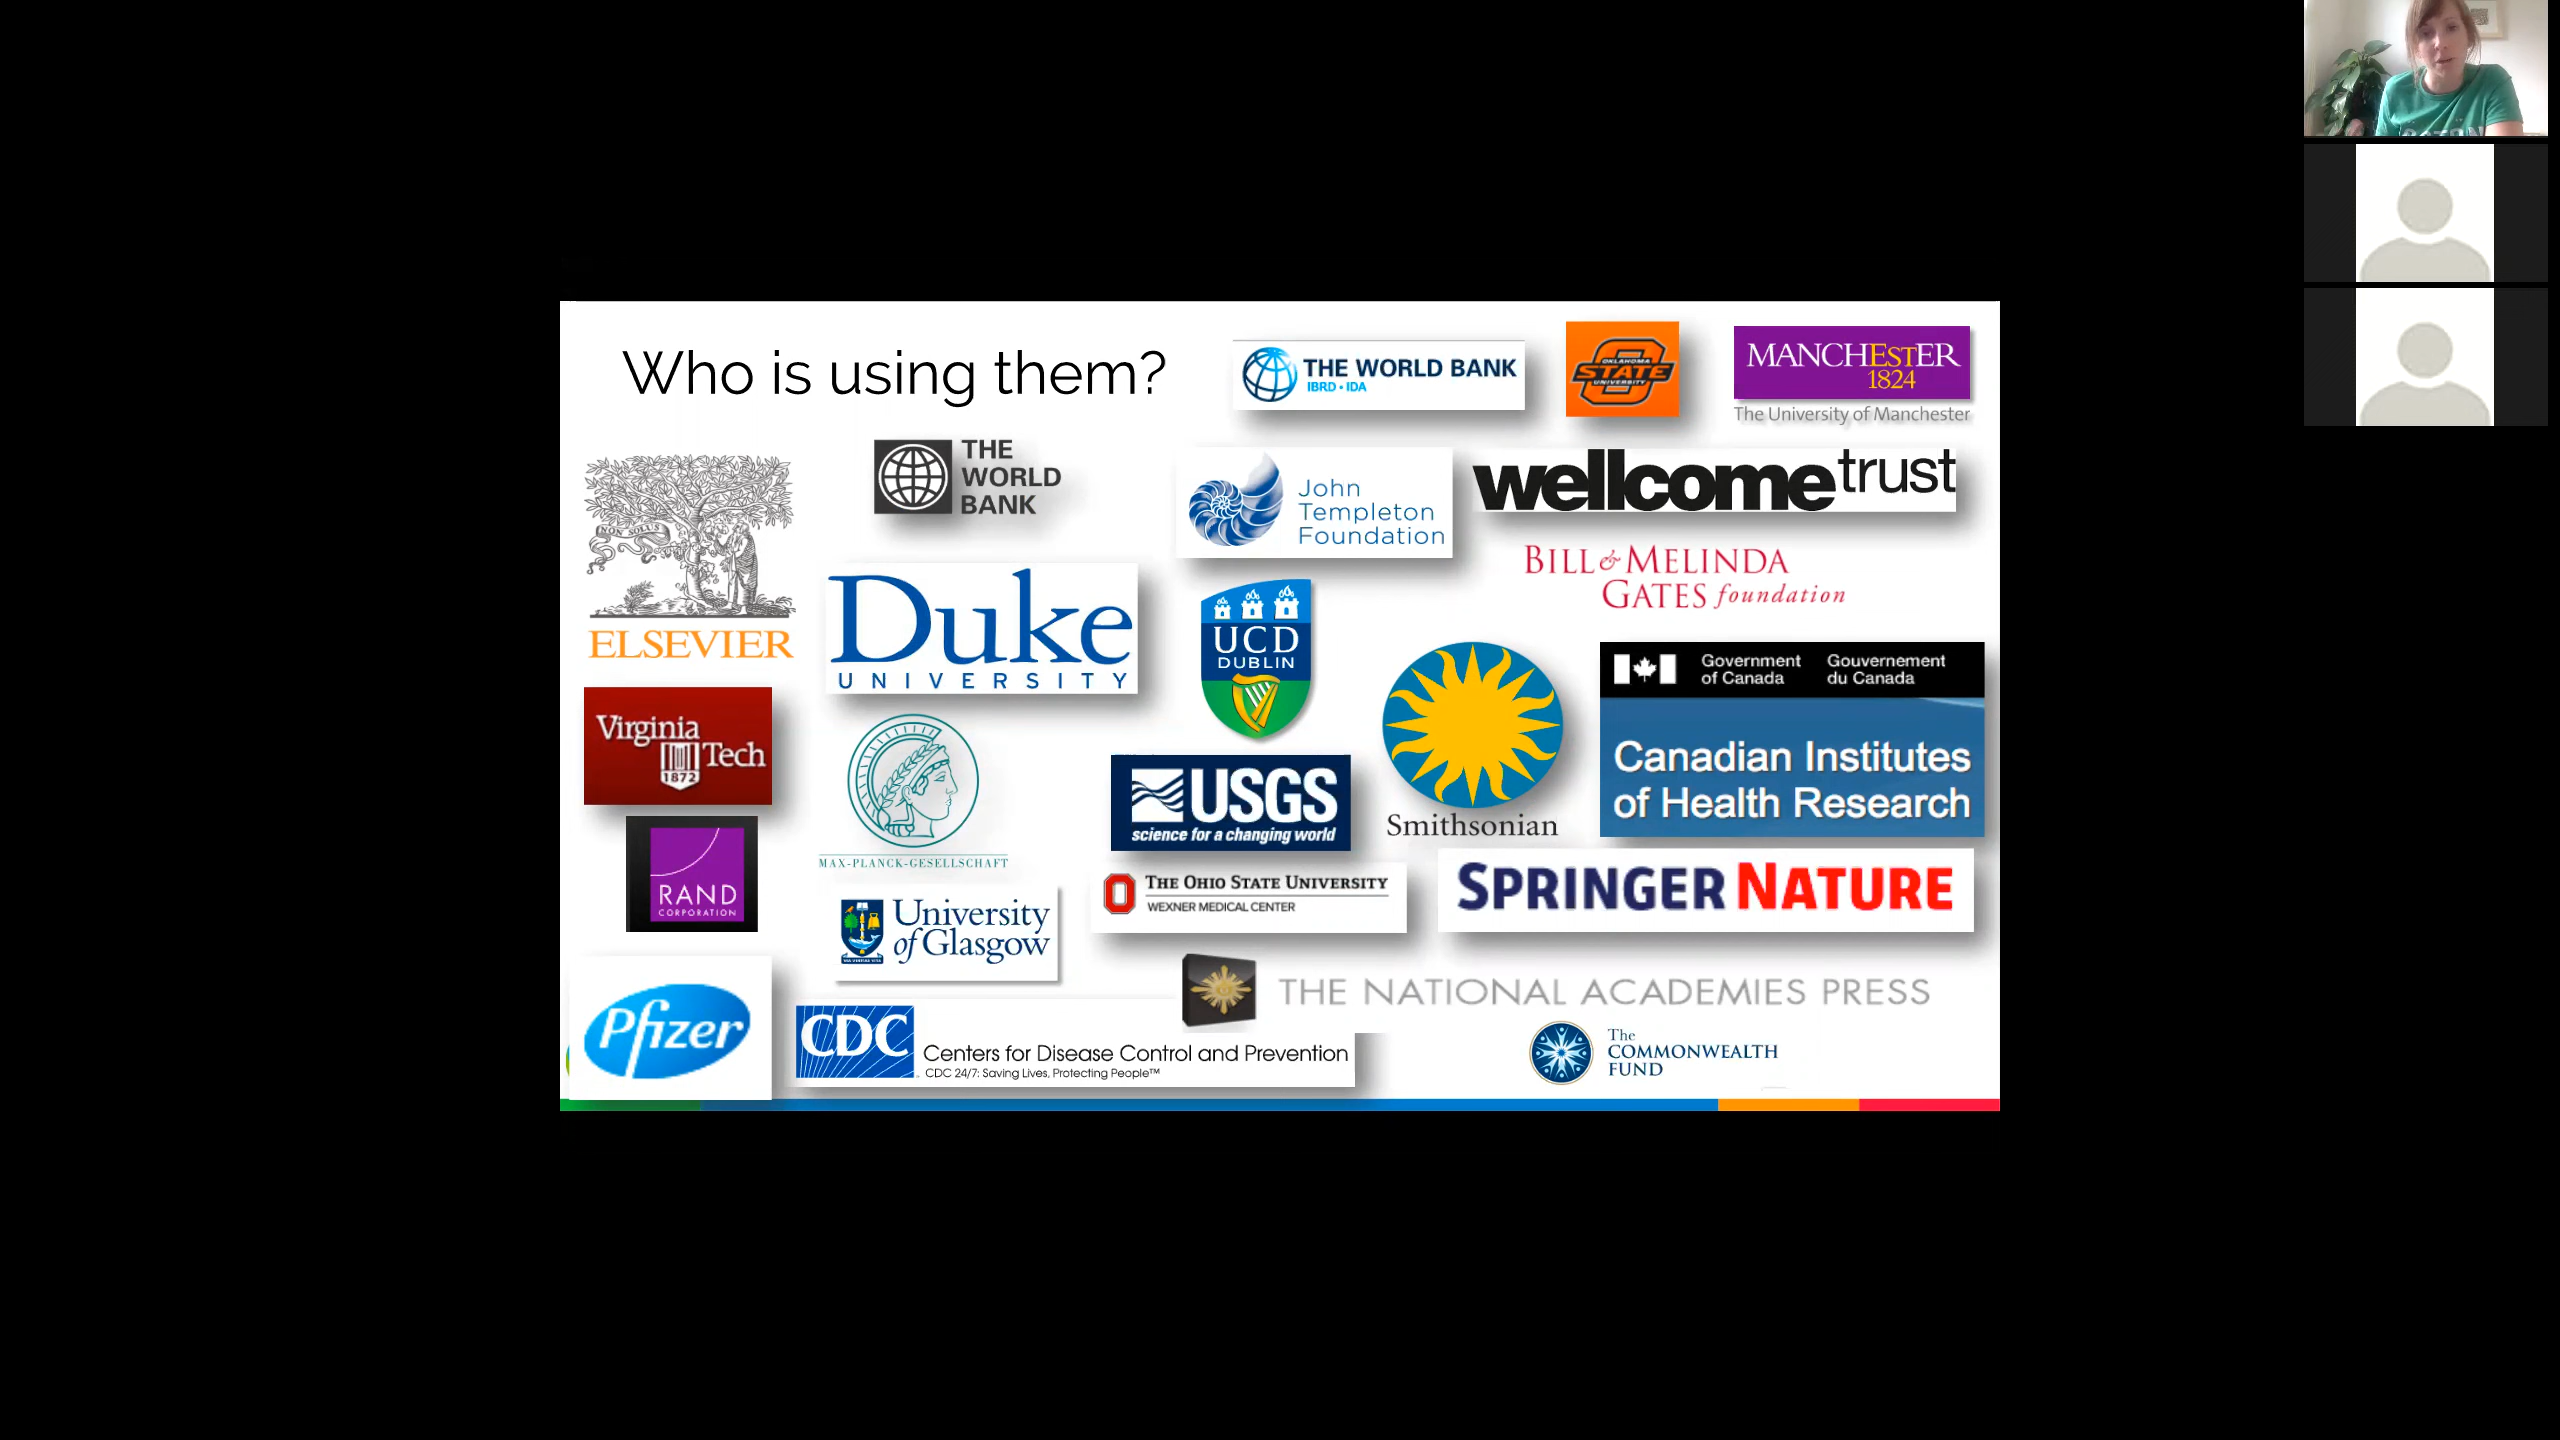 Who is using them?
THE WORLD BANK
IBRD • IDA
OKLAHOMA
STATE
UNIVERSITY
MANCHESTER
1824
The University of Manchester
NON SOLUS
ELSEVIER
THE
WORLD
BANK
John
Templeton
Foundation
wellcometrust
BILL & MELINDA
GATES foundation
Duke
UNIVERSITY
UCD
DUBLIN
Smithsonian
Government
of Canada
Gouvernement
du Canada
Canadian Institutes
of Health Research
Virginia
Tech
1872
MAX-PLANCK-GESELLSCHAFT
USGS
science for a changing world
RAND
CORPORATION
University
of Glasgow
THE OHIO STATE UNIVERSITY
WEXNER MEDICAL CENTER
SPRINGER NATURE
THE NATIONAL ACADEMIES PRESS
Pfizer
CDC
Centers for Disease Control and Prevention
CDC 24/7: Saving Lives, Protecting People™
The
COMMONWEALTH
FUND